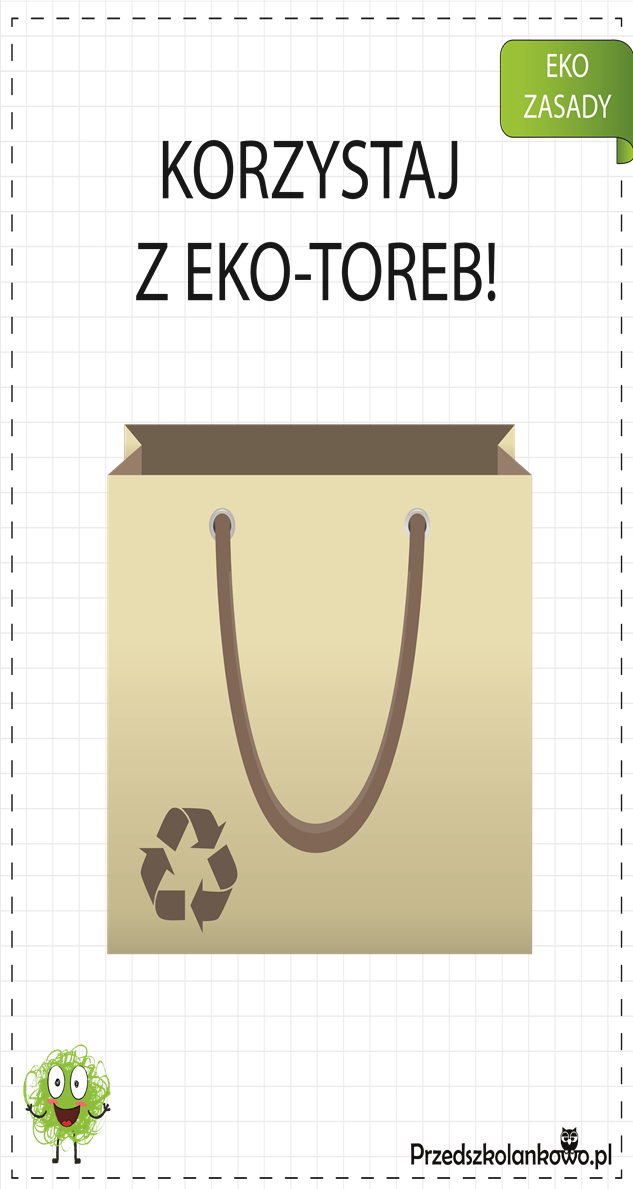 EKO
ZASADY
KORZYSTAJ
Z EKO-TOREB!
Przedszkolankowo.pl